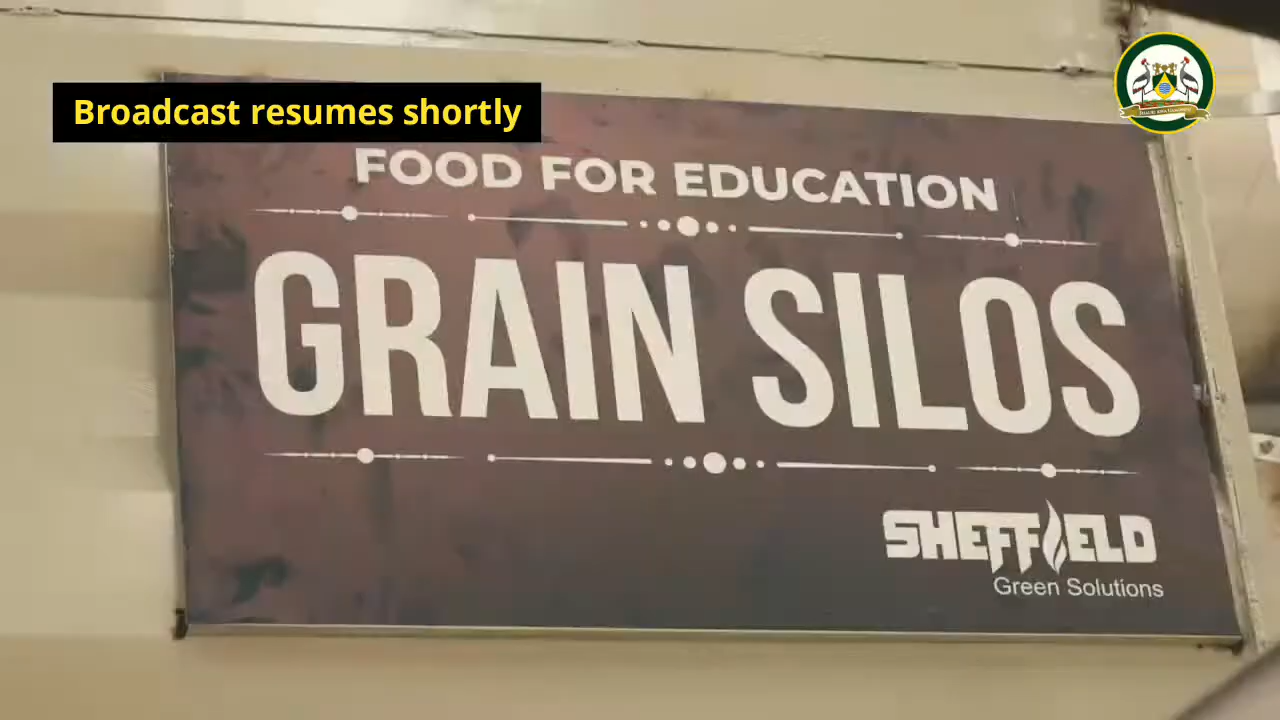 Broadcast resumes shortly
FOOD FOR EDUCATION
GRAIN SILOS
SHEFFIELD
Green Solutions